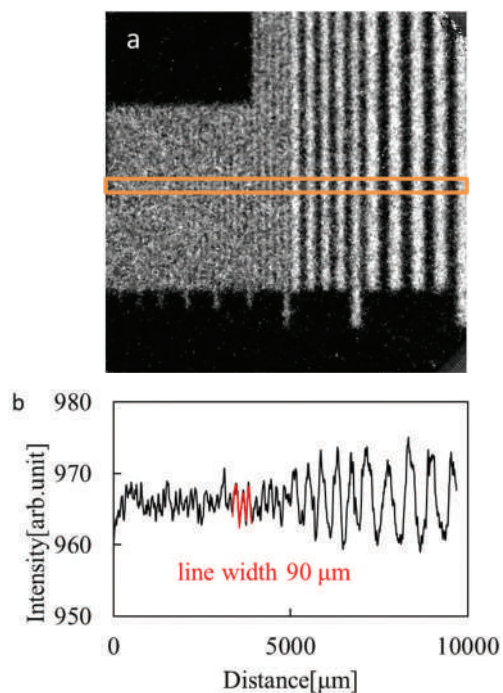 a
b
980
970
960
950
Intensity[arb.unit]
line width 90 μm
0
5000
10000
Distance[μm]